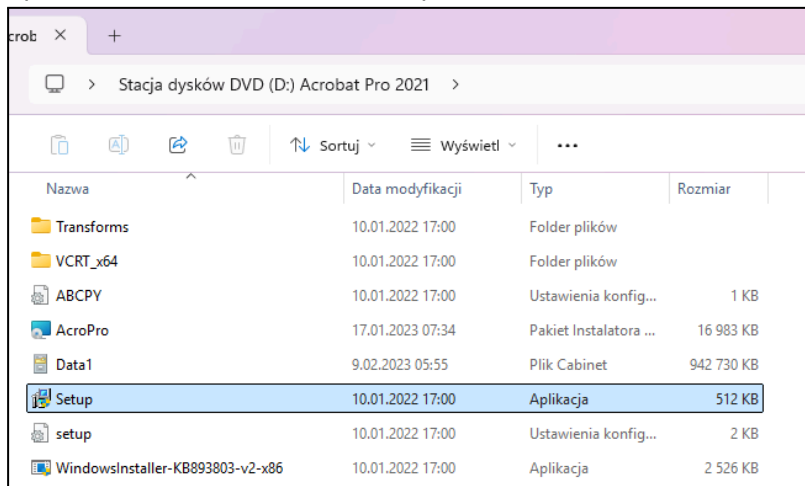 crob
Stacja dysków DVD (D:) Acrobat Pro 2021
Sortuj Wyświetl ...
Nazwa Data modyfikacji Typ Rozmiar
Transforms 10.01.2022 17:00 Folder plików
VCRT_x64 10.01.2022 17:00 Folder plików
ABCPY 10.01.2022 17:00 Ustawienia konfig... 1 KB
AcroPro 17.01.2023 07:34 Pakiet Instalatora ... 16 983 KB
Data1 9.02.2023 05:55 Plik Cabinet 942 730 KB
Setup 10.01.2022 17:00 Aplikacja 512 KB
setup 10.01.2022 17:00 Ustawienia konfig... 2 KB
WindowsInstaller-KB893803-v2-x86 10.01.2022 17:00 Aplikacja 2 526 KB